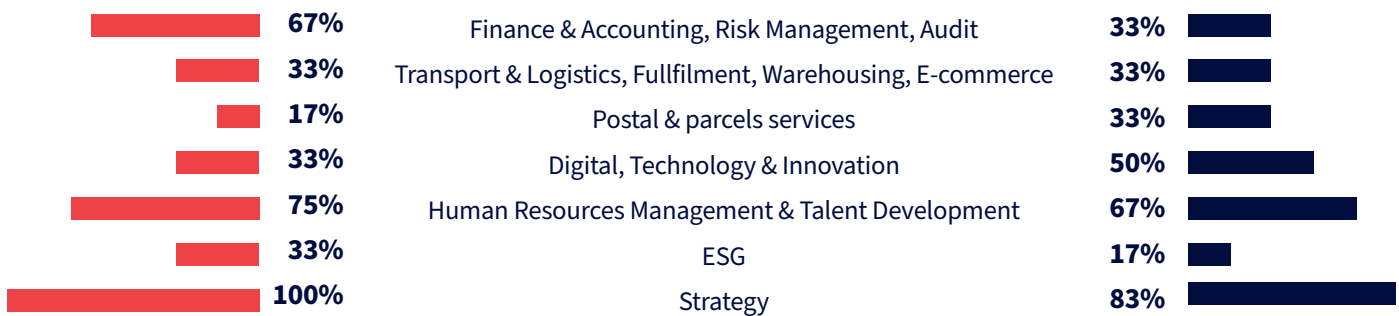 67% Finance & Accounting, Risk Management, Audit 33%
33% Transport & Logistics, Fullfilment, Warehousing, E-commerce 33%
17% Postal & parcels services 33%
33% Digital, Technology & Innovation 50%
75% Human Resources Management & Talent Development 67%
33% ESG 17%
100% Strategy 83%